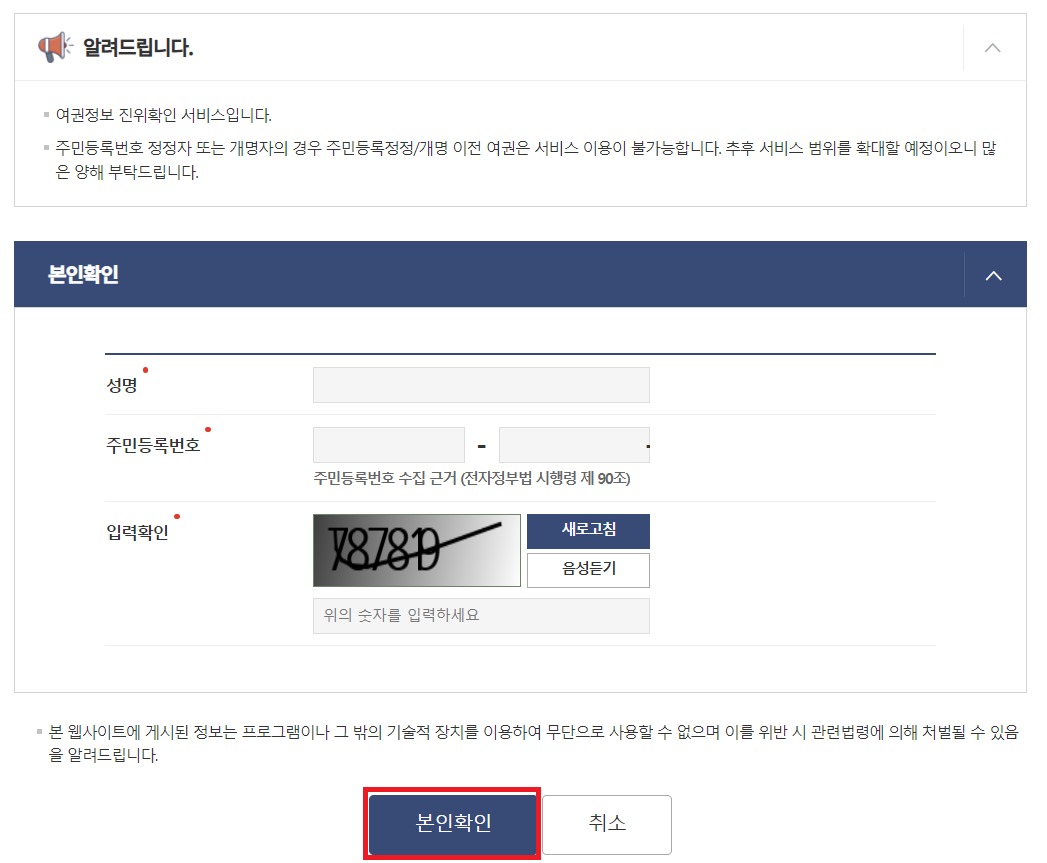 알려드립니다.
여권정보 진위확인 서비스입니다.
주민등록번호 정정자 또는 개명자의 경우 주민등록정정/개명 이전 여권은 서비스 이용이 불가능합니다. 추후 서비스 범위를 확대할 예정이오니 많
은 양해 부탁드립니다.
본인확인
성명
주민등록번호
-
주민등록번호 수집 근거 (전자정부법 시행령 제 90조)
입력확인
새로고침
음성듣기
위의 숫자를 입력하세요
본 웹사이트에 게시된 정보는 프로그램이나 그 밖의 기술적 장치를 이용하여 무단으로 사용할 수 없으며 이를 위반 시 관련법령에 의해 처벌될 수 있음
을 알려드립니다.
본인확인
취소